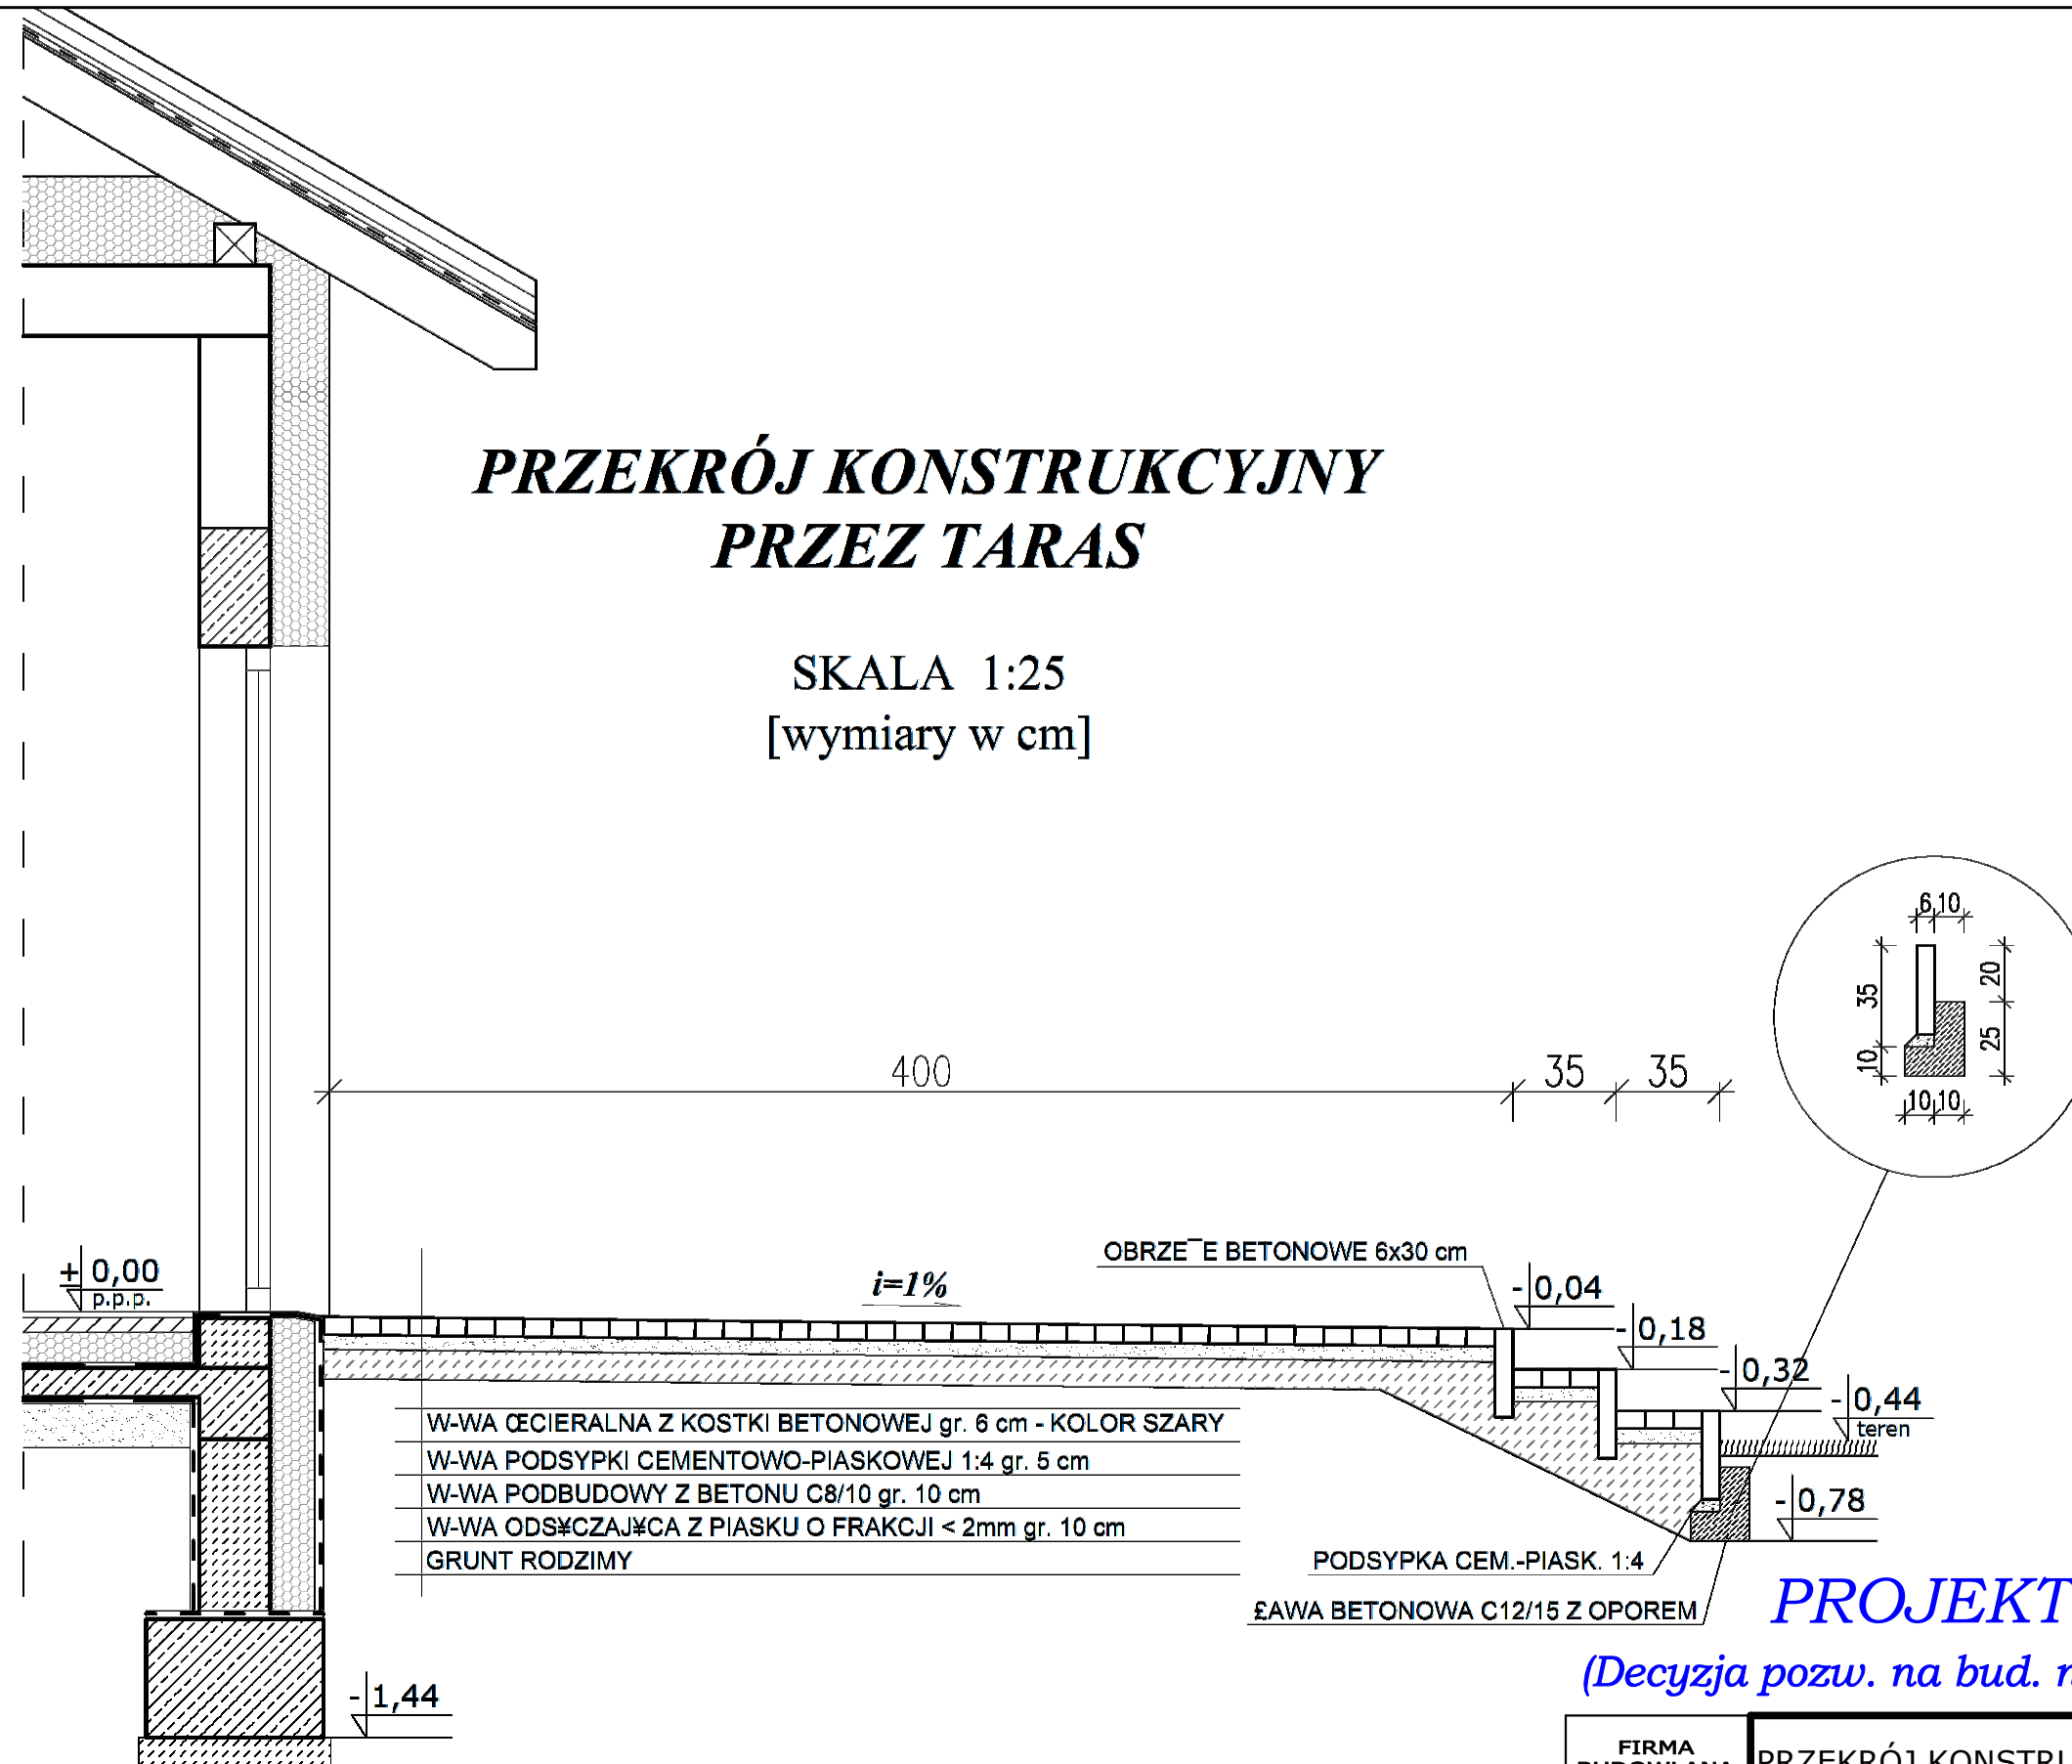 PRZEKRÓJ KONSTRUKCYJNY
PRZEZ TARAS
SKALA 1:25
[wymiary w cm]
6 10
35
20
25
10
10 10
400
35
35
OBRZE¯E BETONOWE 6x30 cm
i=1%
+ 0,00
p.p.p.
- 0,04
- 0,18
- 0,32
- 0,44
teren
- 0,78
W-WA ŒCIERALNA Z KOSTKI BETONOWEJ gr. 6 cm - KOLOR SZARY
W-WA PODSYPKI CEMENTOWO-PIASKOWEJ 1:4 gr. 5 cm
W-WA PODBUDOWY Z BETONU C8/10 gr. 10 cm
W-WA ODS¥CZAJ¥CA Z PIASKU O FRAKCJI < 2mm gr. 10 cm
GRUNT RODZIMY
PODSYPKA CEM.-PIASK. 1:4
£AWA BETONOWA C12/15 Z OPOREM
- 1,44
PROJEKT
(Decyzja pozw. na bud.
FIRMA